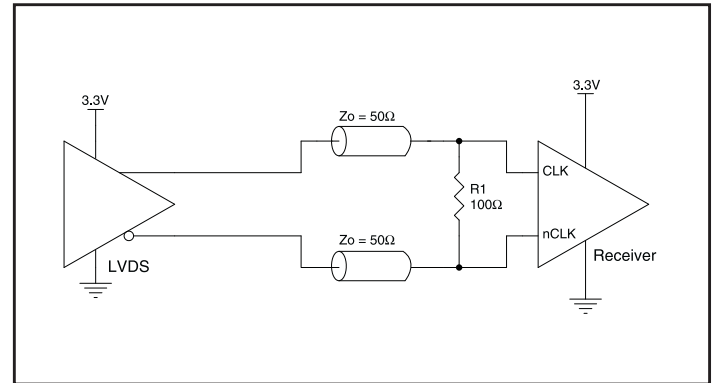 3.3V
3.3V
Zo = 50Ω
CLK
R1
100Ω
nCLK
Zo = 50Ω
LVDS
Receiver